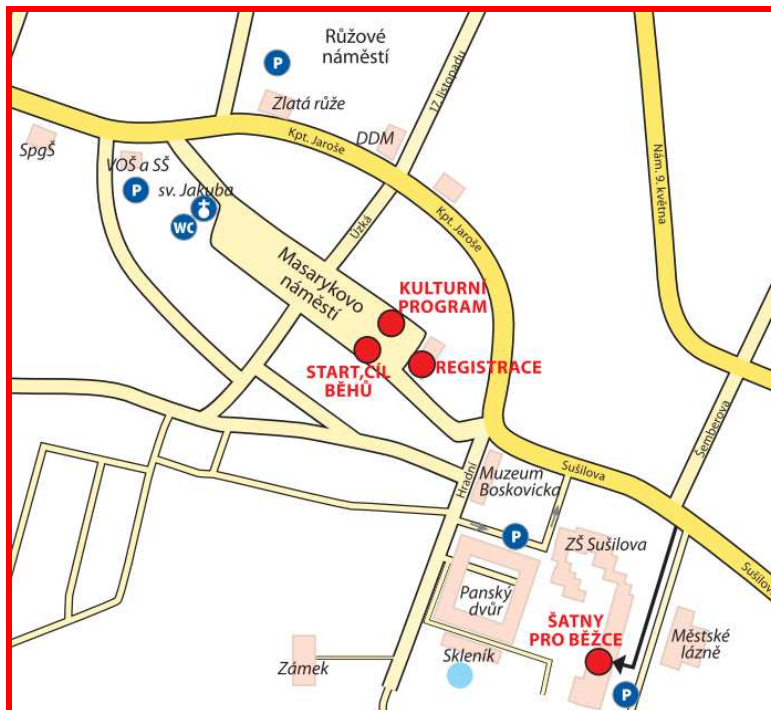 Růžové
náměstí
P
Zlatá růže
17. listopadu
DDM
Kpt. Jaroše
SpgŠ
VOŠ a SŠ
P
sv. Jakuba
WC
Úzká
Kpt. Jaroše
Nám. 9. května
Masarykovo
náměstí
KULTURNÍ
PROGRAM
START,CÍL
BĚHŮ
REGISTRACE
Šemberova
Hradní
Muzeum
Boskovicka
Sušilova
P
ZŠ Sušilova
Sušilova
Panský
dvůr
ŠATNY
PRO BĚŽCE
Městské
lázně
Skleník
Zámek
P